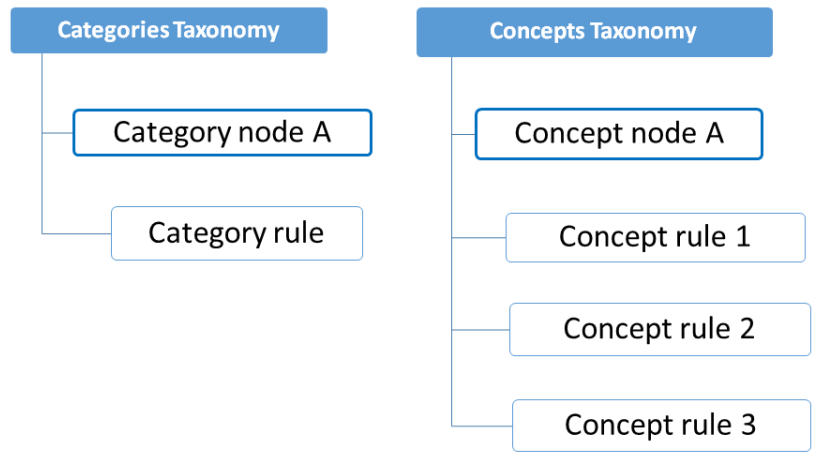 Categories Taxonomy
Category node A
Category rule
Concepts Taxonomy
Concept node A
Concept rule 1
Concept rule 2
Concept rule 3